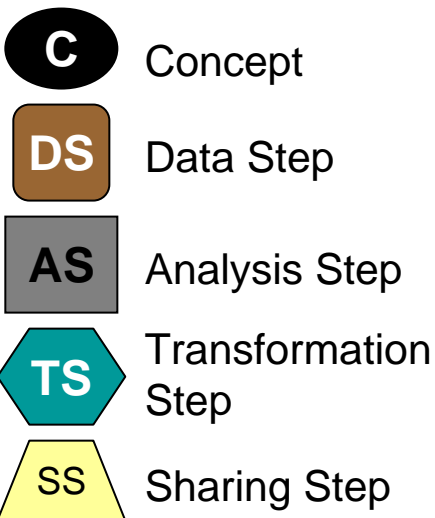 C Concept
DS Data Step
AS Analysis Step
TS Transformation
Step
SS Sharing Step